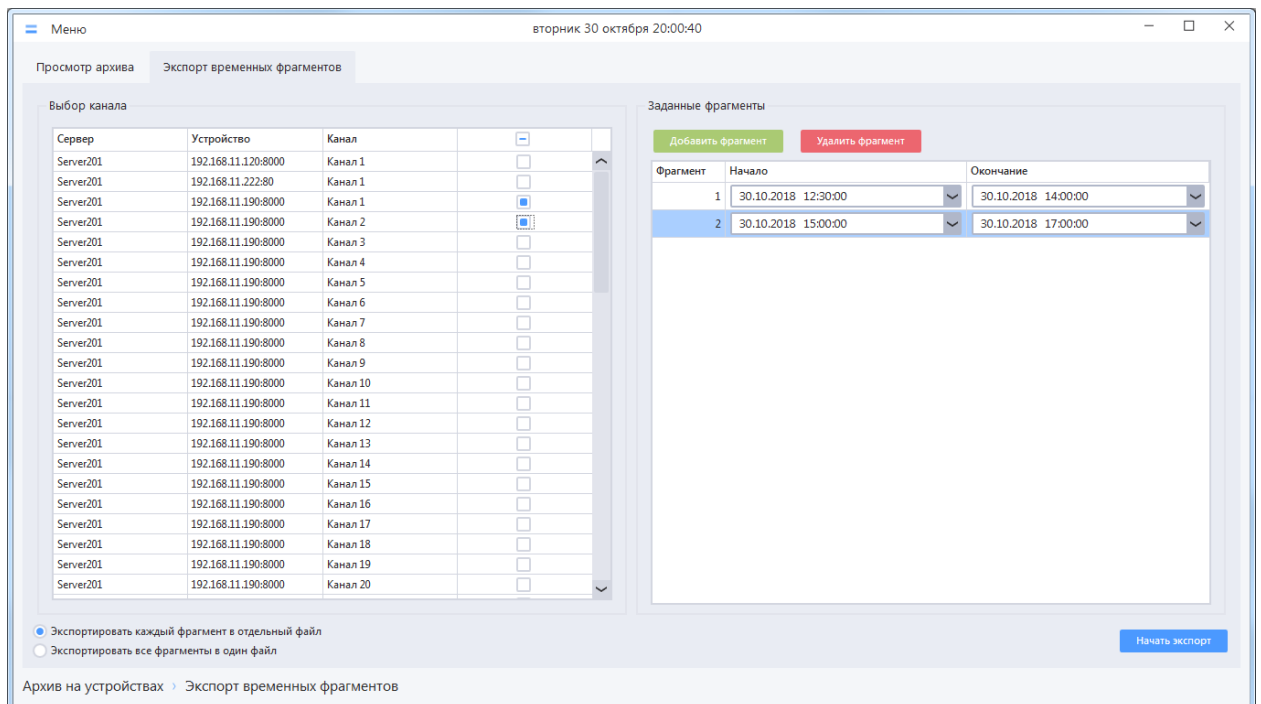 Меню
вторник 30 октября 20:00:40
Просмотр архива Экспорт временных фрагментов
Выбор канала
Сервер Устройство Канал
Server201 192.168.11.120:8000 Канал 1
Server201 192.168.11.222:80 Канал 1
Server201 192.168.11.190:8000 Канал 1
Server201 192.168.11.190:8000 Канал 2
Server201 192.168.11.190:8000 Канал 3
Server201 192.168.11.190:8000 Канал 4
Server201 192.168.11.190:8000 Канал 5
Server201 192.168.11.190:8000 Канал 6
Server201 192.168.11.190:8000 Канал 7
Server201 192.168.11.190:8000 Канал 8
Server201 192.168.11.190:8000 Канал 9
Server201 192.168.11.190:8000 Канал 10
Server201 192.168.11.190:8000 Канал 11
Server201 192.168.11.190:8000 Канал 12
Server201 192.168.11.190:8000 Канал 13
Server201 192.168.11.190:8000 Канал 14
Server201 192.168.11.190:8000 Канал 15
Server201 192.168.11.190:8000 Канал 16
Server201 192.168.11.190:8000 Канал 17
Server201 192.168.11.190:8000 Канал 18
Server201 192.168.11.190:8000 Канал 19
Server201 192.168.11.190:8000 Канал 20
Заданные фрагменты
Добавить фрагмент Удалить фрагмент
Фрагмент Начало Окончание
1 30.10.2018 12:30:00 30.10.2018 14:00:00
2 30.10.2018 15:00:00 30.10.2018 17:00:00
Экспортировать каждый фрагмент в отдельный файл
Экспортировать все фрагменты в один файл
Начать экспорт
Архив на устройствах › Экспорт временных фрагментов